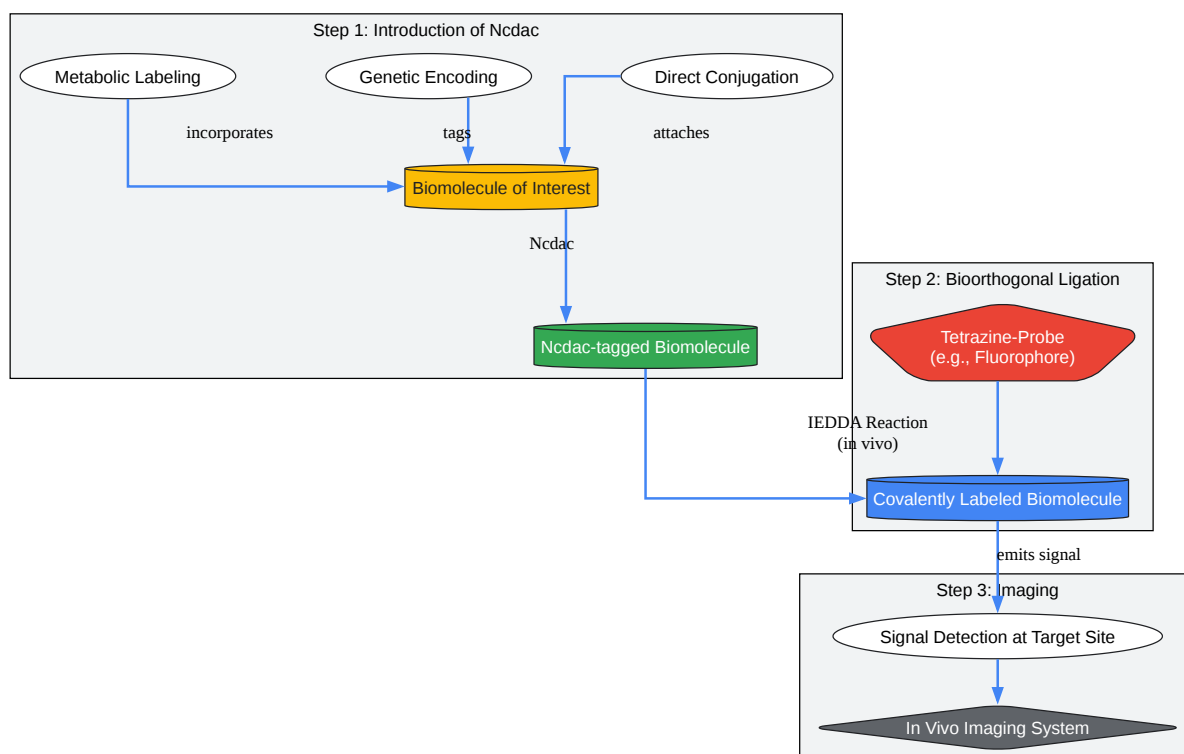 Step 1: Introduction of Ncdac
Metabolic Labeling
Genetic Encoding
Direct Conjugation
incorporates
tags
attaches
Biomolecule of Interest
Ncdac
Ncdac-tagged Biomolecule
Step 2: Bioorthogonal Ligation
Tetrazine-Probe
(e.g., Fluorophore)
IEDDA Reaction
(in vivo)
Covalently Labeled Biomolecule
emits signal
Step 3: Imaging
Signal Detection at Target Site
In Vivo Imaging System